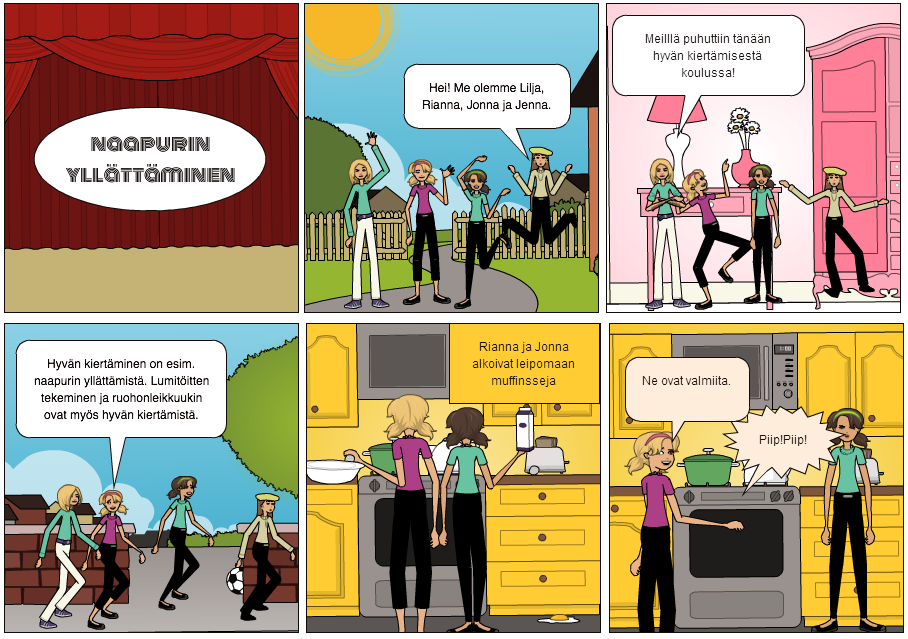 NAAPURIN
YLLÄTTÄMINEN
Hei! Me olemme Lilja,
Rianna, Jonna ja Jenna.
Meilllä puhuttiin tänään
hyvän kiertämisestä
koulussa!
Hyvän kiertäminen on esim.
naapurin yllättämistä. Lumitöitten
tekeminen ja ruohonleikkuukin
ovat myös hyvän kiertämistä.
Rianna ja Jonna
alkoivat leipomaan
muffinsseja
Ne ovat valmiita.
Piip!Piip!